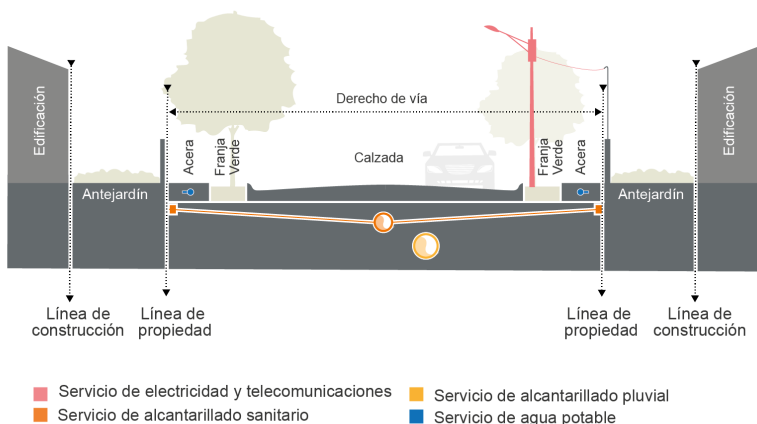 Derecho de vía
Edificación
Acera
Franja
Verde
Calzada
Franja
Verde
Acera
Edificación
Antejardín
Antejardín
Línea de
construcción
Línea de
propiedad
Línea de
propiedad
Línea de
construcción
Servicio de electricidad y telecomunicaciones
Servicio de alcantarillado sanitario
Servicio de alcantarillado pluvial
Servicio de agua potable